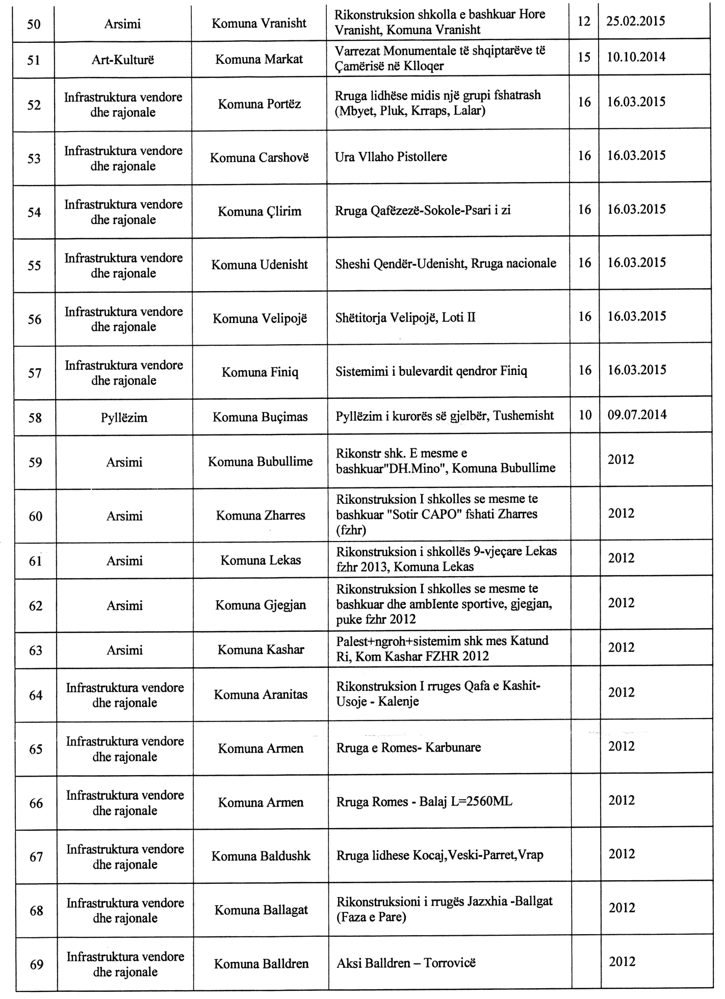 50 Arsimi Komuna Vranisht Rikonstruksion shkolla e bashkuar Hore 12 25.02.2015
Vranisht, Komuna Vranisht
51 Art-Kulturë Komuna Markat Varrezat Monumentale të shqiptarëve të 15 10.10.2014
Çamërisë në Klloqer
52 Infrastruktura vendore Komuna Portëz Rruga lidhëse midis një grupi fshatrash 16 16.03.2015
dhe rajonale (Mbyet, Pluk, Krraps, Lalar)
53 Infrastruktura vendore Komuna Carshovë Ura Vllaho Pistollere 16 16.03.2015
dhe rajonale
54 Infrastruktura vendore Komuna Çlirim Rruga Qafëzezë-Sokole-Psari i zi 16 16.03.2015
dhe rajonale
55 Infrastruktura vendore Komuna Udenisht Sheshi Qendër-Udenisht, Rruga nacionale 16 16.03.2015
dhe rajonale
56 Infrastruktura vendore Komuna Velipojë Shëtitorja Velipojë, Loti II 16 16.03.2015
dhe rajonale
57 Infrastruktura vendore Komuna Finiq Sistemimi i bulevardit qendror Finiq 16 16.03.2015
dhe rajonale
58 Pyllëzim Komuna Buçimas Pyllëzim i kurorës së gjelbër, Tushemisht 10 09.07.2014
59 Arsimi Komuna Bubullime Rikonstr shk. E mesme e 2012
bashkuar"DH.Mino", Komuna Bubullime
60 Arsimi Komuna Zharres Rikonstruksion I shkolles se mesme te 2012
bashkuar "Sotir CAPO" fshati Zharres
(fzhr)
61 Arsimi Komuna Lekas Rikonstruksion i shkollës 9-vjeçare Lekas 2012
fzhr 2013, Komuna Lekas
62 Arsimi Komuna Gjegjan Rikonstruksion I shkolles se mesme te 2012
bashkuar dhe ambIente sportive, gjegjan,
puke fzhr 2012
63 Arsimi Komuna Kashar Palest+ngroh+sistemim shk mes Katund 2012
Ri, Kom Kashar FZHR 2012
64 Infrastruktura vendore Komuna Aranitas Rikonstruksion I rruges Qafa e Kashit- 2012
dhe rajonale Usoje - Kalenje
65 Infrastruktura vendore Komuna Armen Rruga e Romes- Karbunare 2012
dhe rajonale
66 Infrastruktura vendore Komuna Armen Rruga Romes - Balaj L=2560ML 2012
dhe rajonale
67 Infrastruktura vendore Komuna Baldushk Rruga lidhese Kocaj,Veski-Parret,Vrap 2012
dhe rajonale
68 Infrastruktura vendore Komuna Ballagat Rikonstruksioni i rrugës Jazxhia -Ballgat 2012
dhe rajonale (Faza e Pare)
69 Infrastruktura vendore Komuna Balldren Aksi Balldren – Torrovicë 2012
dhe rajonale